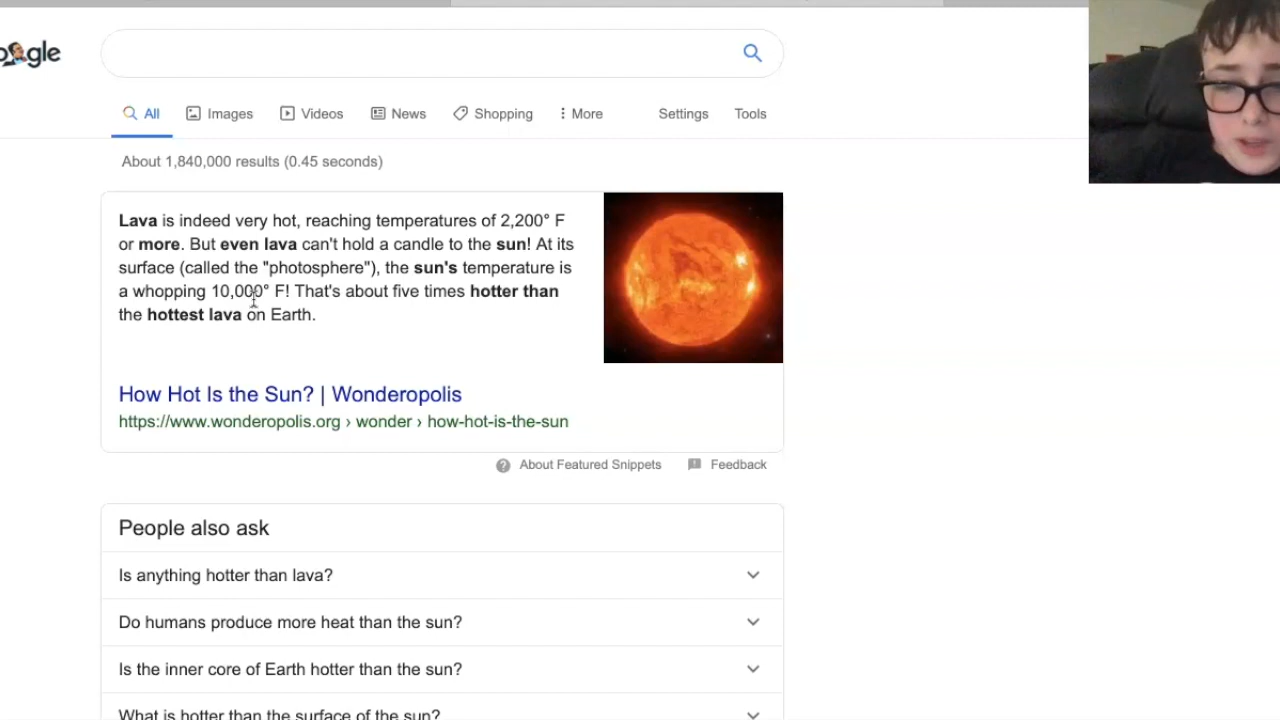 ogle
All Images Videos News Shopping More Settings Tools
About 1,840,000 results (0.45 seconds)
Lava is indeed very hot, reaching temperatures of 2,200° F
or more. But even lava can't hold a candle to the sun! At its
surface (called the "photosphere"), the sun's temperature is
a whopping 10,000° F! That's about five times hotter than
the hottest lava on Earth.
How Hot Is the Sun? | Wonderopolis
https://www.wonderopolis.org › wonder › how-hot-is-the-sun
About Featured Snippets Feedback
People also ask
Is anything hotter than lava?
Do humans produce more heat than the sun?
Is the inner core of Earth hotter than the sun?
What is hotter than the surface of the sun?